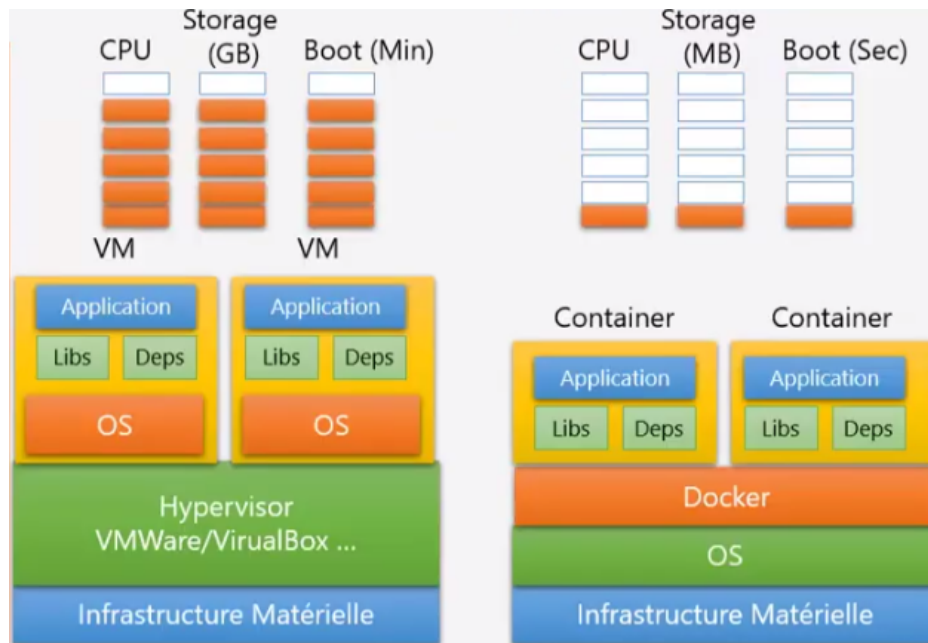 CPU
Storage
(GB)
Boot (Min)
CPU
Storage
(MB)
Boot (Sec)
VM
VM
Application
Libs
Deps
OS
Application
Libs
Deps
OS
Hypervisor
VMWare/VirualBox ...
Infrastructure Matérielle
Container
Container
Application
Libs
Deps
Application
Libs
Deps
Docker
OS
Infrastructure Matérielle